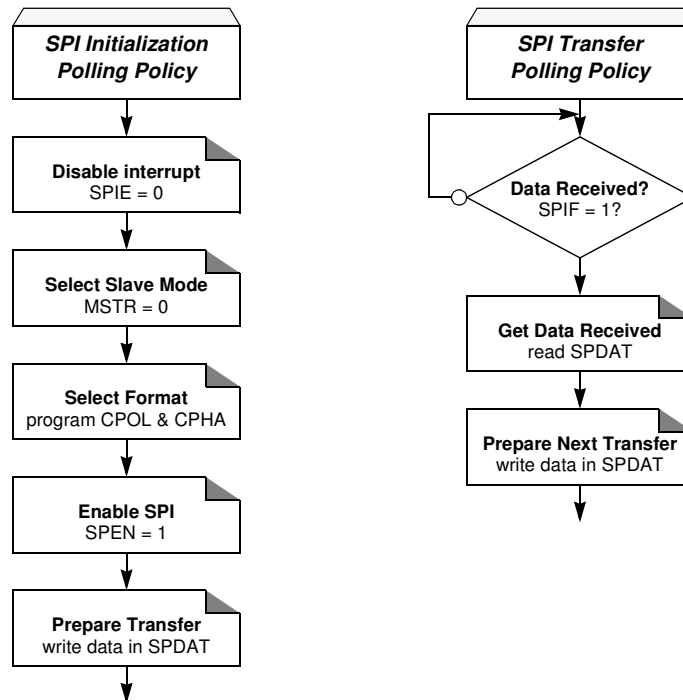 SPI Initialization
Polling Policy
Disable interrupt
SPIE = 0
Select Slave Mode
MSTR = 0
Select Format
program CPOL & CPHA
Enable SPI
SPEN = 1
Prepare Transfer
write data in SPDAT
SPI Transfer
Polling Policy
Data Received?
SPIF = 1?
Get Data Received
read SPDAT
Prepare Next Transfer
write data in SPDAT